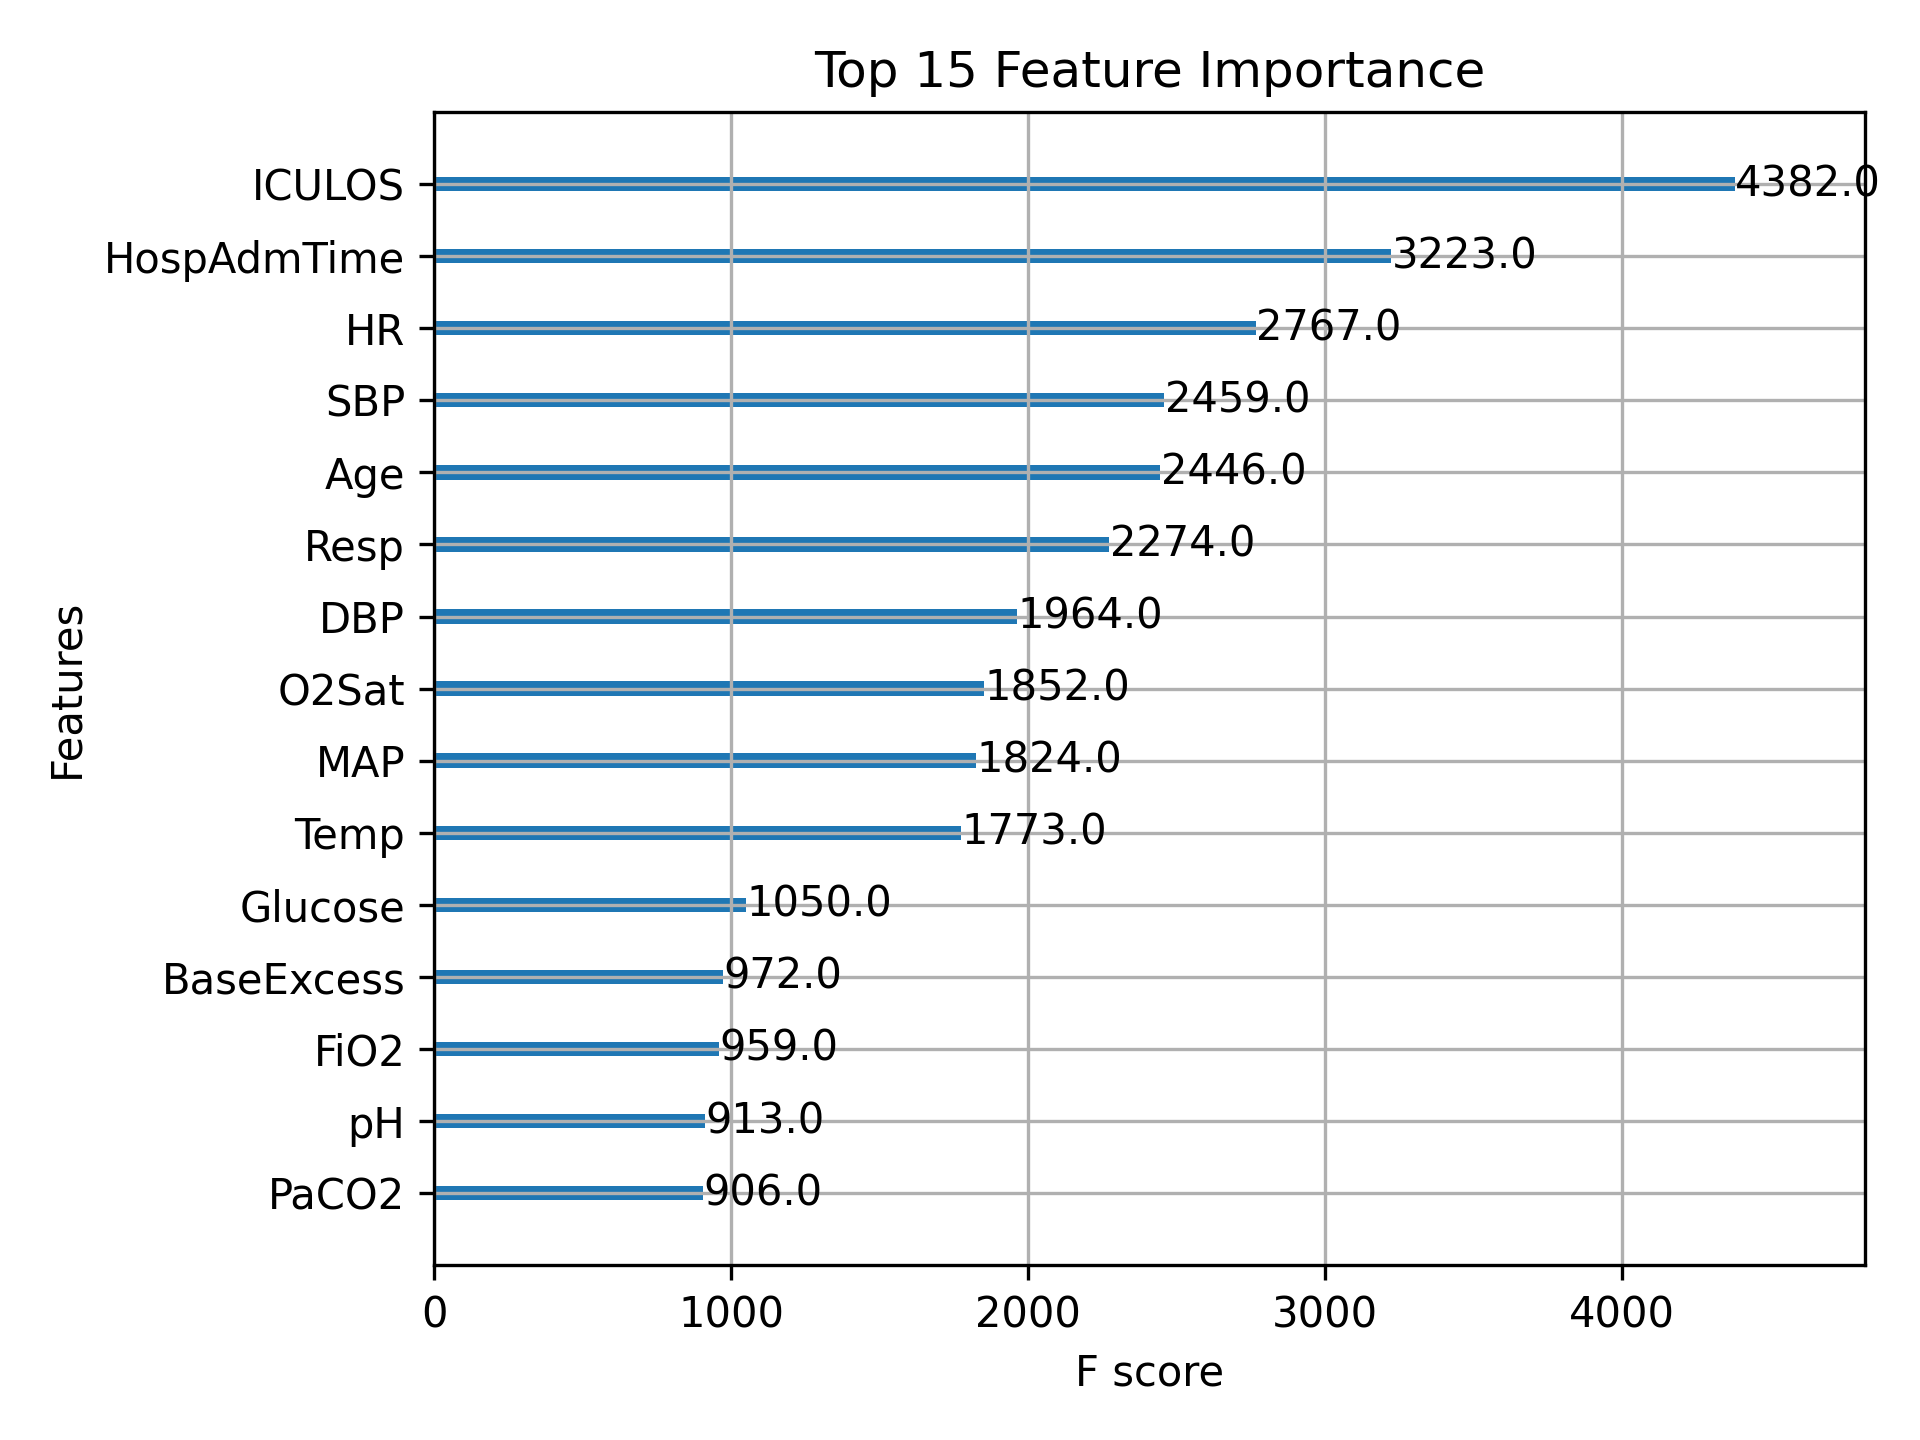 Top 15 Feature Importance
ICULOS 4382.0
HospAdmTime 3223.0
HR 2767.0
SBP 2459.0
Age 2446.0
Resp 2274.0
DBP 1964.0
O2Sat 1852.0
MAP 1824.0
Temp 1773.0
Glucose 1050.0
BaseExcess 972.0
FiO2 959.0
pH 913.0
PaCO2 906.0
Features
0 1000 2000 3000 4000
F score